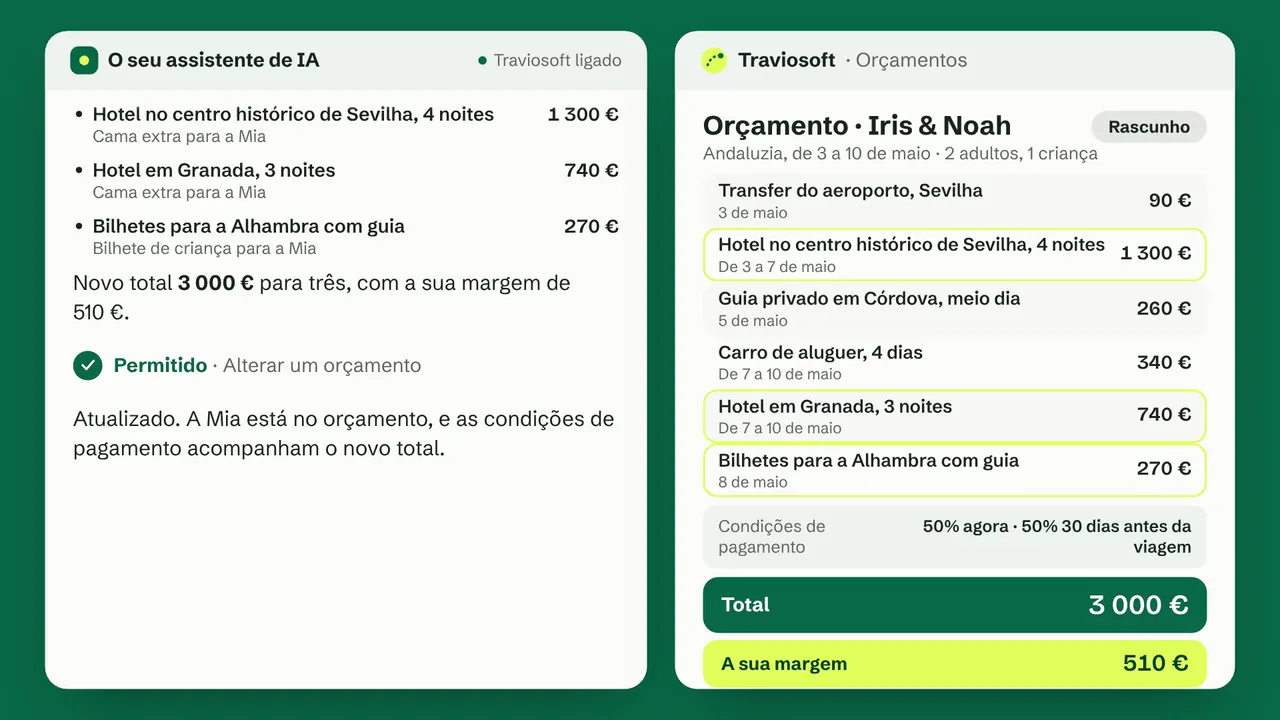 O seu assistente de IA
Traviosoft ligado
• Hotel no centro histórico de Sevilha, 4 noites 1 300 €
Cama extra para a Mia
• Hotel em Granada, 3 noites 740 €
Cama extra para a Mia
• Bilhetes para a Alhambra com guia 270 €
Bilhete de criança para a Mia
Novo total 3 000 € para três, com a sua margem de
510 €.
Permitido · Alterar um orçamento
Atualizado. A Mia está no orçamento, e as condições de
pagamento acompanham o novo total.
Traviosoft · Orçamentos
Orçamento · Iris & Noah
Rascunho
Andaluzia, de 3 a 10 de maio · 2 adultos, 1 criança
Transfer do aeroporto, Sevilha 90 €
3 de maio
Hotel no centro histórico de Sevilha, 4 noites 1 300 €
De 3 a 7 de maio
Guia privado em Córdova, meio dia 260 €
5 de maio
Carro de aluguer, 4 dias 340 €
De 7 a 10 de maio
Hotel em Granada, 3 noites 740 €
De 7 a 10 de maio
Bilhetes para a Alhambra com guia 270 €
8 de maio
Condições de
pagamento
50% agora · 50% 30 dias antes da
viagem
Total 3 000 €
A sua margem 510 €